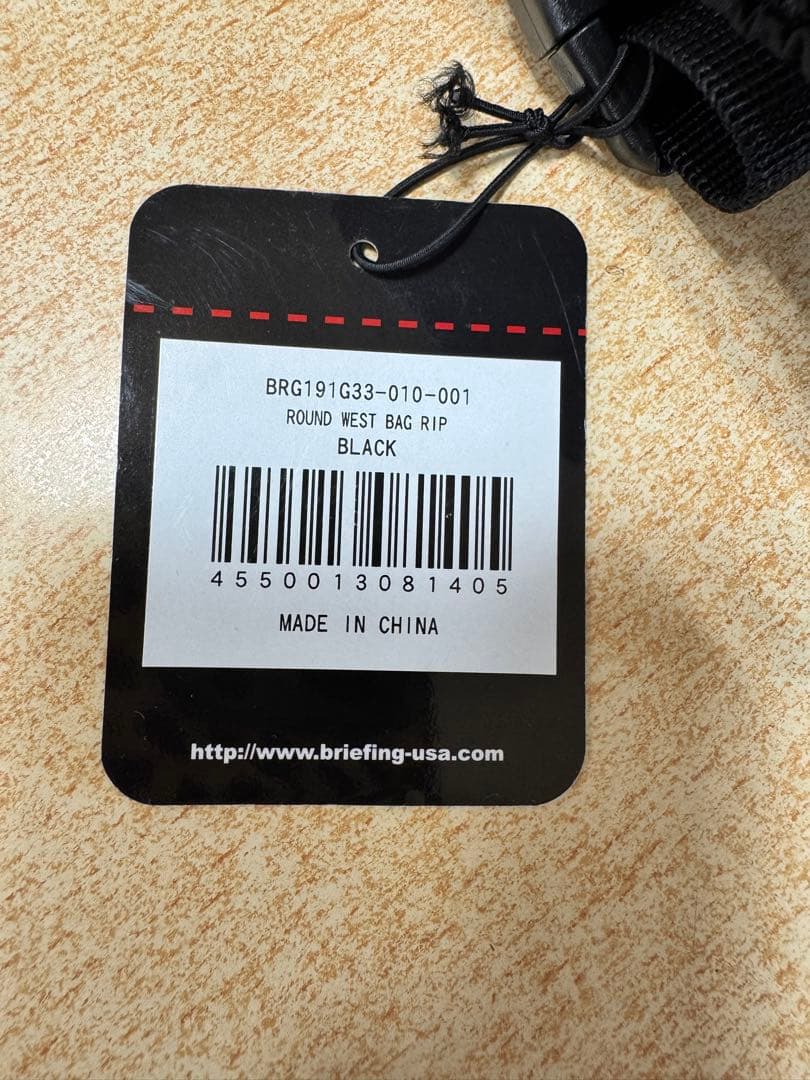 BRG191G33-010-001
ROUND WEST BAG RIP
BLACK
4550013081405
MADE IN CHINA
http://www.briefing-usa.com